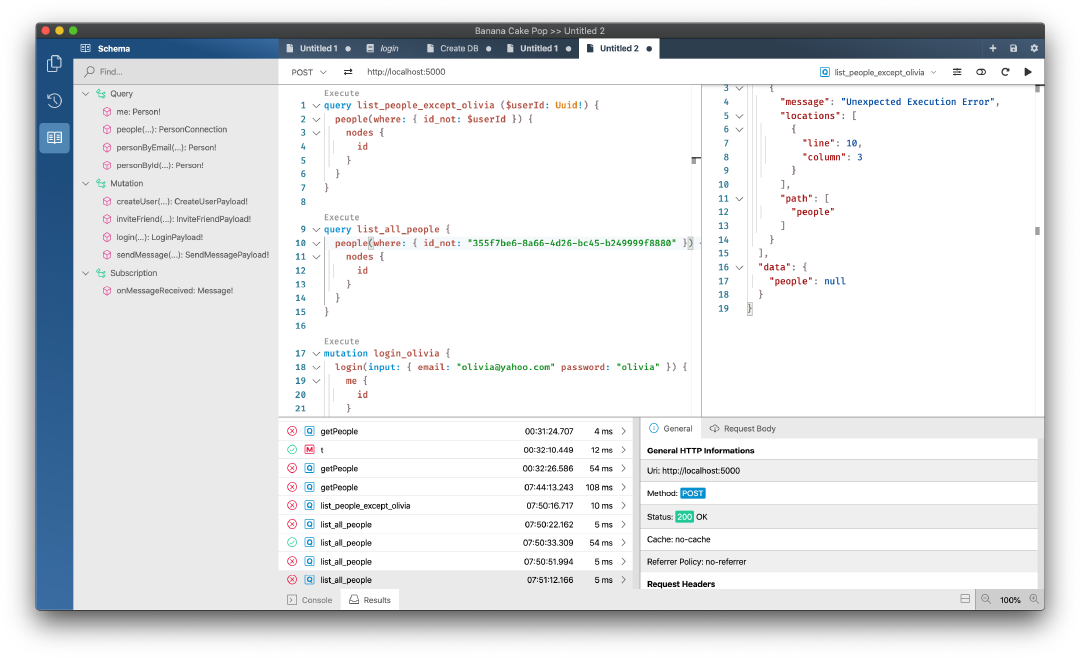 Banana Cake Pop >> Untitled 2
Schema
Untitled 1
login
Create DB
Untitled 1
Untitled 2
Find...
POST
http://localhost:5000
list_people_except_olivia
Query
me: Person!
people(...): PersonConnection
personByEmail(...): Person!
personById(...): Person!
Mutation
createUser(...): CreateUserPayload!
inviteFriend(...): InviteFriendPayload!
login(...): LoginPayload!
sendMessage(...): SendMessagePayload!
Subscription
onMessageReceived: Message!
Execute
1 query list_people_except_olivia ($userId: Uuid!) {
2 people(where: { id_not: $userId }) {
3 nodes {
4 id
5 }
6 }
7 }
8
Execute
9 query list_all_people {
10 people(where: { id_not: "355f7be6-8a66-4d26-bc45-b249999f8880" })
11 nodes {
12 id
13 }
14 }
15 }
16
Execute
17 mutation login_olivia {
18 login(input: { email: "olivia@yahoo.com" password: "olivia" }) {
19 me {
20 id
21 }
3 {
4 "message": "Unexpected Execution Error",
5 "locations": [
6 {
7 "line": 10,
8 "column": 3
9 }
10 ],
11 "path": [
12 "people"
13 ]
14 }
15 ],
16 "data": {
17 "people": null
18 }
19 }
Q getPeople 00:31:24.707 4 ms
M t 00:32:10.449 12 ms
Q getPeople 00:32:26.586 54 ms
Q getPeople 07:44:13.243 108 ms
Q list_people_except_olivia 07:50:16.717 10 ms
Q list_all_people 07:50:22.162 5 ms
Q list_all_people 07:50:33.309 54 ms
Q list_all_people 07:50:51.994 5 ms
Q list_all_people 07:51:12.166 5 ms
General
Request Body
General HTTP Informations
Uri: http://localhost:5000
Method: POST
Status: 200 OK
Cache: no-cache
Referrer Policy: no-referrer
Request Headers
Console
Results
100%